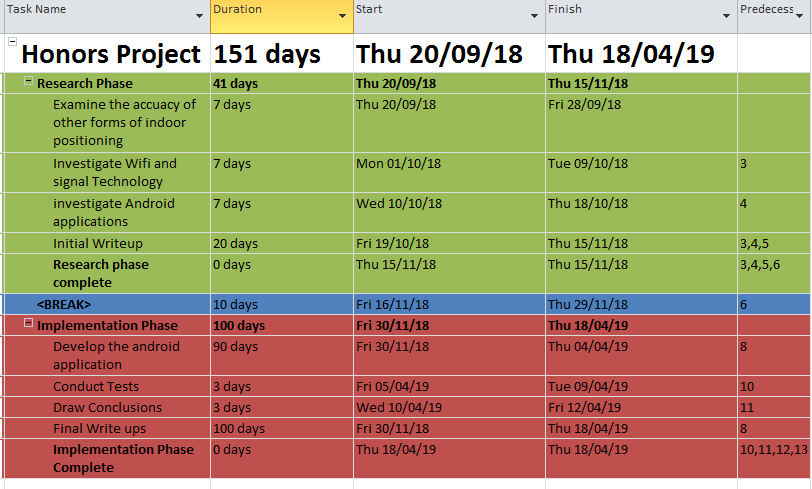 Task Name Duration Start Finish Predecess
Honors Project 151 days Thu 20/09/18 Thu 18/04/19
Research Phase 41 days Thu 20/09/18 Thu 15/11/18
Examine the accuacy of 7 days Thu 20/09/18 Fri 28/09/18
other forms of indoor
positioning
Investigate Wifi and 7 days Mon 01/10/18 Tue 09/10/18 3
signal Technology
investigate Android 7 days Wed 10/10/18 Thu 18/10/18 4
applications
Initial Writeup 20 days Fri 19/10/18 Thu 15/11/18 3,4,5
Research phase 0 days Thu 15/11/18 Thu 15/11/18 3,4,5,6
complete
<BREAK> 10 days Fri 16/11/18 Thu 29/11/18 6
Implementation Phase 100 days Fri 30/11/18 Thu 18/04/19
Develop the android 90 days Fri 30/11/18 Thu 04/04/19 8
application
Conduct Tests 3 days Fri 05/04/19 Tue 09/04/19 10
Draw Conclusions 3 days Wed 10/04/19 Fri 12/04/19 11
Final Write ups 100 days Fri 30/11/18 Thu 18/04/19 8
Implementation Phase 0 days Thu 18/04/19 Thu 18/04/19 10,11,12,13
Complete